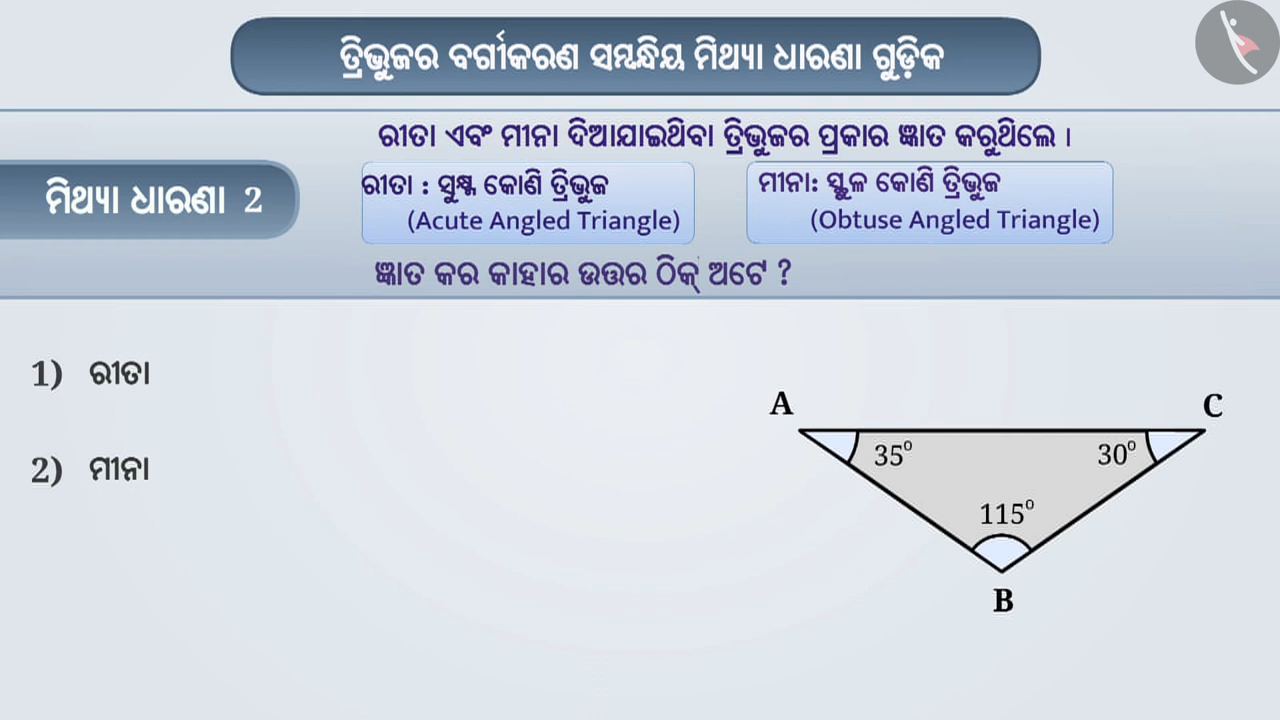 ତ୍ରିଭୁଜର ବର୍ଗୀକରଣ ସମ୍ବନ୍ଧିୟ ମିଥ୍ୟା ଧାରଣା ଗୁଡ଼ିକ
ରୀତା ଏବଂ ମୀନା ଦିଆଯାଇଥିବା ତ୍ରିଭୁଜର ପ୍ରକାର ଜ୍ଞାତ କରୁଥିଲେ ।
ମିଥ୍ୟା ଧାରଣା 2
ରୀତା : ସୁକ୍ଷ୍ମ କୋଣି ତ୍ରିଭୁଜ
(Acute Angled Triangle)
ମୀନା: ସ୍ଥୁଳ କୋଣି ତ୍ରିଭୁଜ
(Obtuse Angled Triangle)
ଜ୍ଞାତ କର କାହାର ଉତ୍ତର ଠିକ୍ ଅଟେ ?
1) ରୀତା
2) ମୀନା
A
C
35°
30°
115°
B